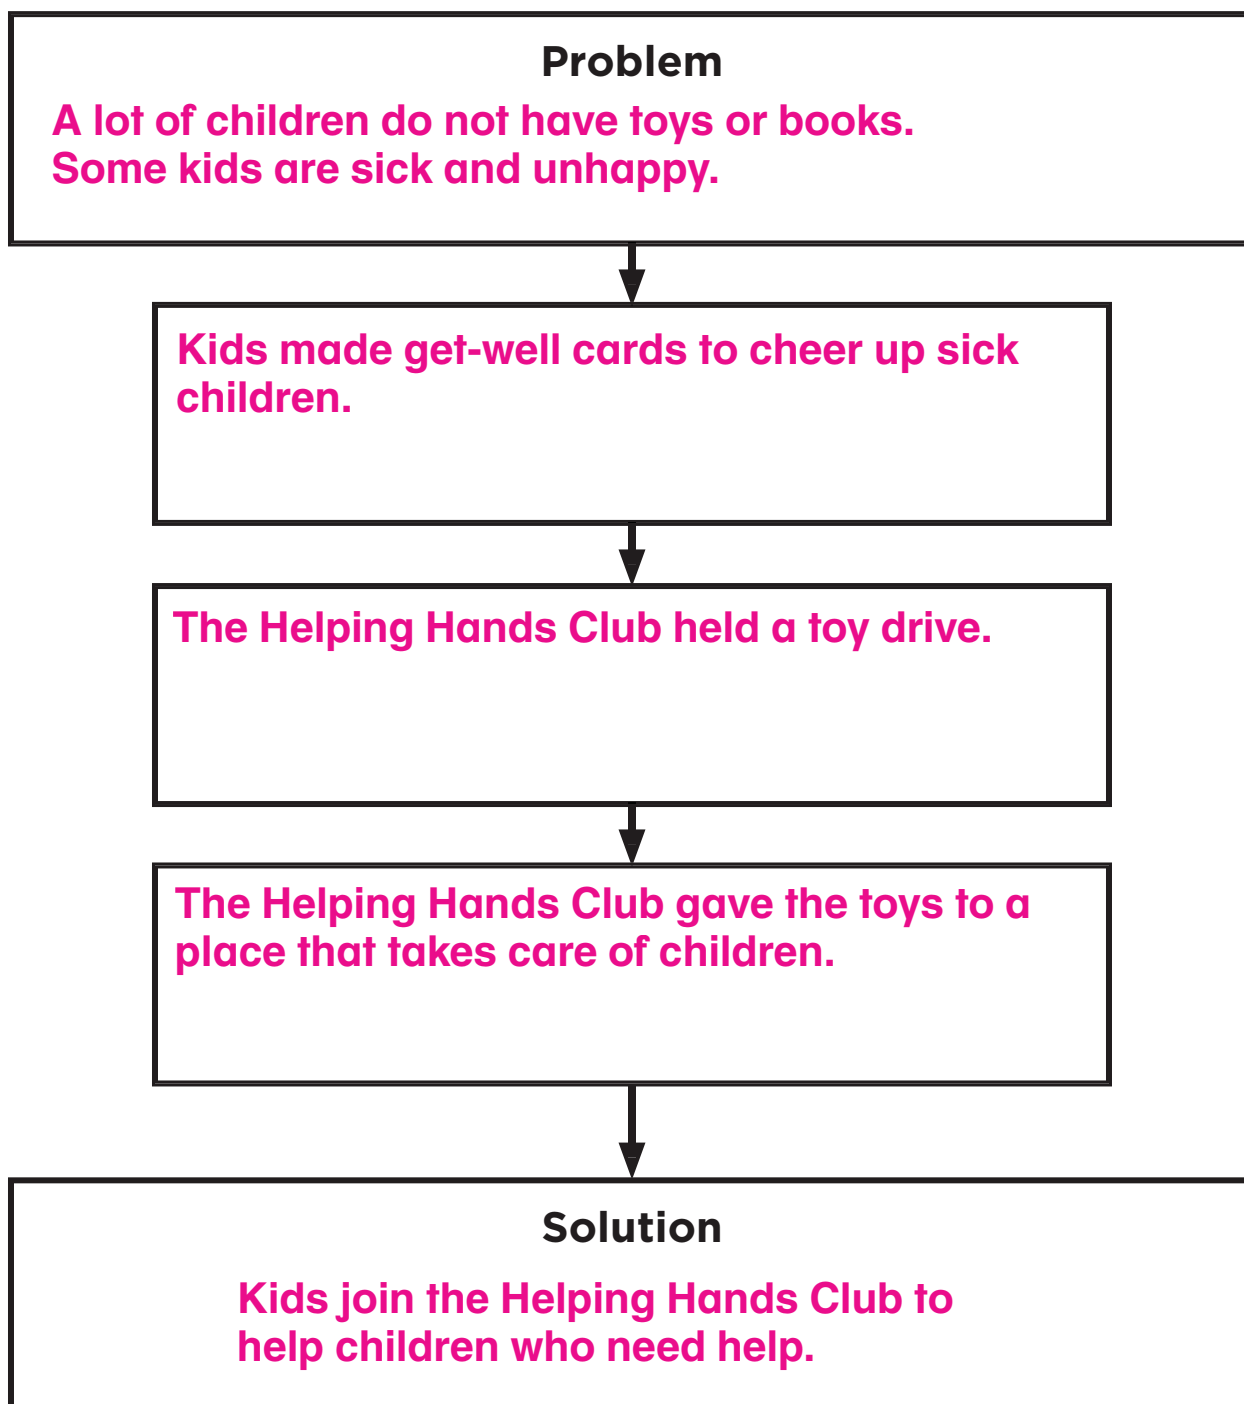 Problem
A lot of children do not have toys or books.
Some kids are sick and unhappy.
Kids made get-well cards to cheer up sick
children.
The Helping Hands Club held a toy drive.
The Helping Hands Club gave the toys to a
place that takes care of children.
Solution
Kids join the Helping Hands Club to
help children who need help.